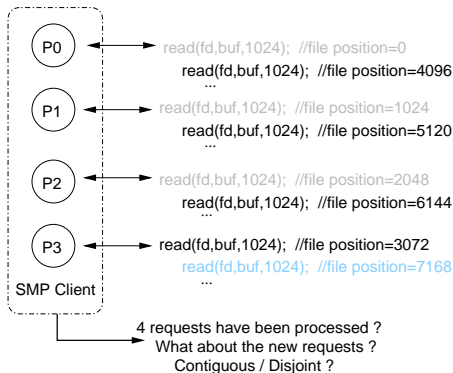 P0
read(fd,buf,1024); //file position=0
read(fd,buf,1024); //file position=4096
...
P1
read(fd,buf,1024); //file position=1024
read(fd,buf,1024); //file position=5120
...
P2
read(fd,buf,1024); //file position=2048
read(fd,buf,1024); //file position=6144
...
P3
read(fd,buf,1024); //file position=3072
read(fd,buf,1024); //file position=7168
...
SMP Client
4 requests have been processed ?
What about the new requests ?
Contiguous / Disjoint ?